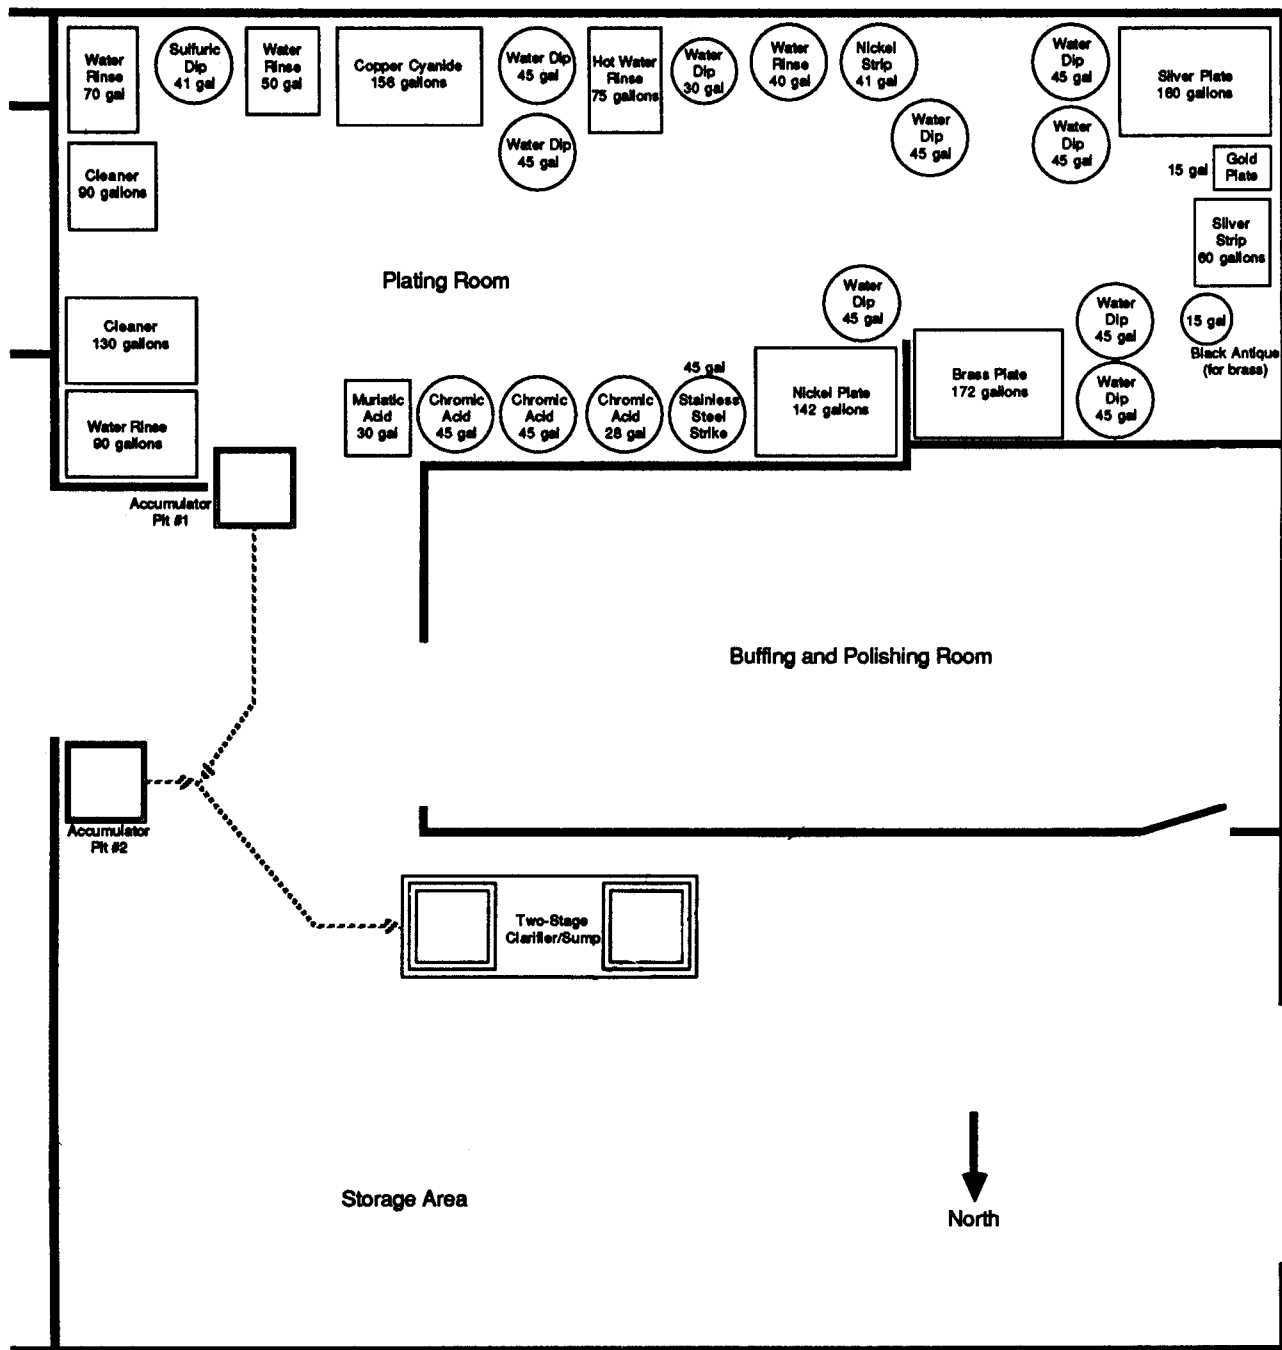 Water
Rinse
70 gal
Sulfuric
Dip
41 gal
Water
Rinse
50 gal
Copper Cyanide
156 gallons
Water Dip
45 gal
Hot Water
Rinse
75 gallons
Water
Dip
30 gal
Water
Rinse
40 gal
Nickel
Strip
41 gal
Water
Dip
45 gal
Silver Plate
160 gallons
Water Dip
45 gal
Water
Dip
45 gal
Water
Dip
45 gal
Cleaner
90 gallons
15 gal
Gold
Plate
Silver
Strip
60 gallons
Plating Room
Water
Dip
45 gal
Water
Dip
45 gal
15 gal
Black Antique
(for brass)
Cleaner
130 gallons
Water Rinse
90 gallons
Muriatic
Acid
30 gal
Chromic
Acid
45 gal
Chromic
Acid
45 gal
Chromic
Acid
28 gal
45 gal
Stainless
Steel
Strike
Nickel Plate
142 gallons
Brass Plate
172 gallons
Water
Dip
45 gal
Accumulator
Pit #1
Buffing and Polishing Room
Accumulator
Pit #2
Two-Stage
Clarifier/Sump
Storage Area
North